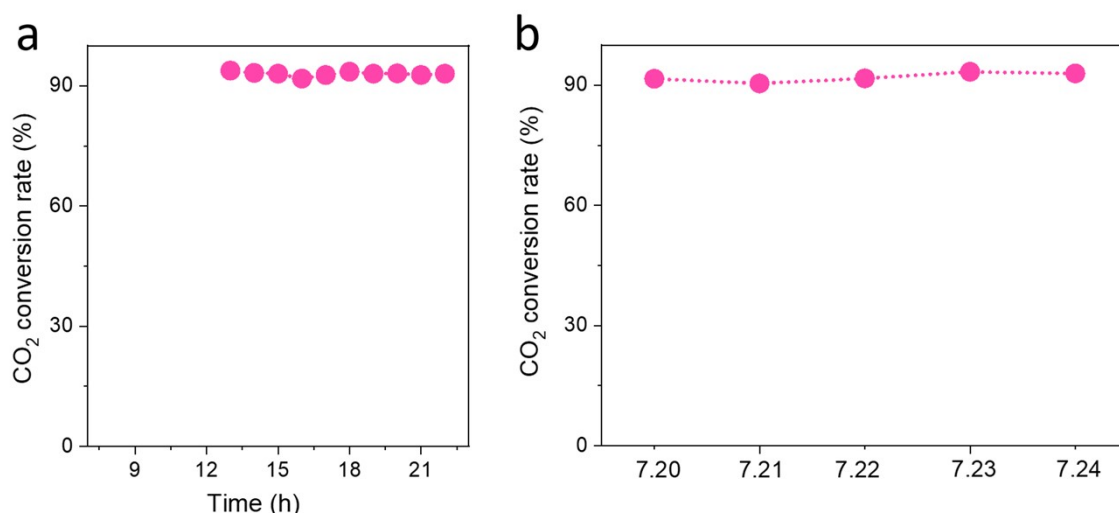 a
CO2 conversion rate (%)
90
60
30
0
9 12 15 18 21
Time (h)
b
CO2 conversion rate (%)
90
60
30
0
7.20 7.21 7.22 7.23 7.24